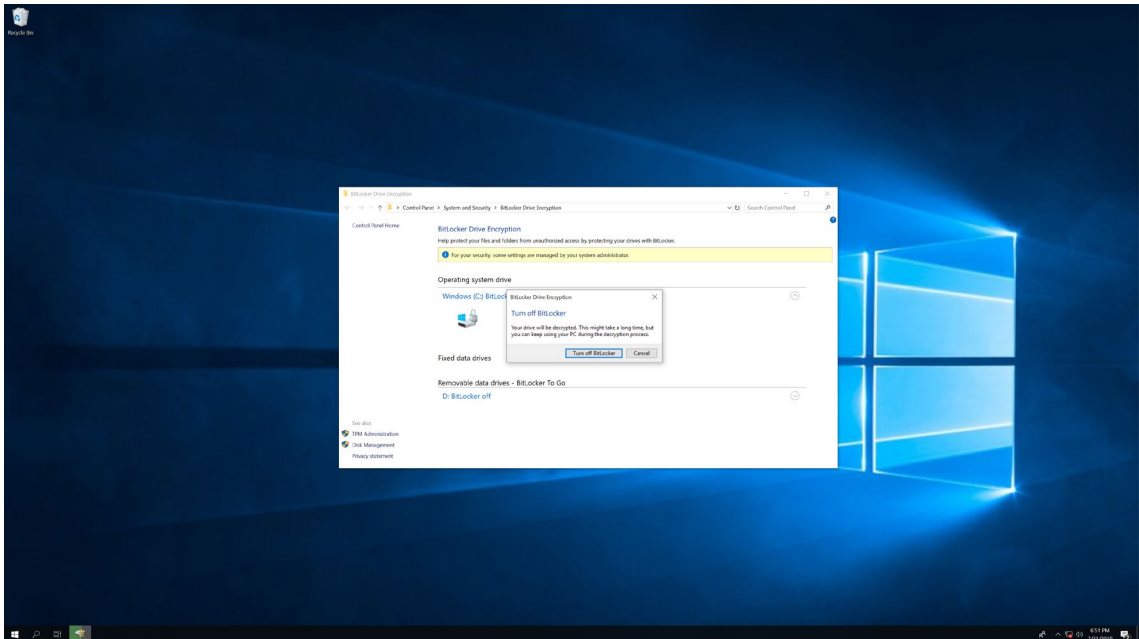 Recycle Bin
BitLocker Drive Encryption
Control Panel > System and Security > BitLocker Drive Encryption
Search Control Panel
Control Panel Home
BitLocker Drive Encryption
Help protect your files and folders from unauthorized access by protecting your drives with BitLocker.
For your security, some settings are managed by your system administrator.
Operating system drive
Windows (C:) BitLock
BitLocker Drive Encryption
Turn off BitLocker
Your drive will be decrypted. This might take a long time, but
you can keep using your PC during the decryption process.
Turn off BitLocker
Cancel
Fixed data drives
Removable data drives - BitLocker To Go
D: BitLocker off
See also
TPM Administration
Disk Management
Privacy statement
6:51 PM